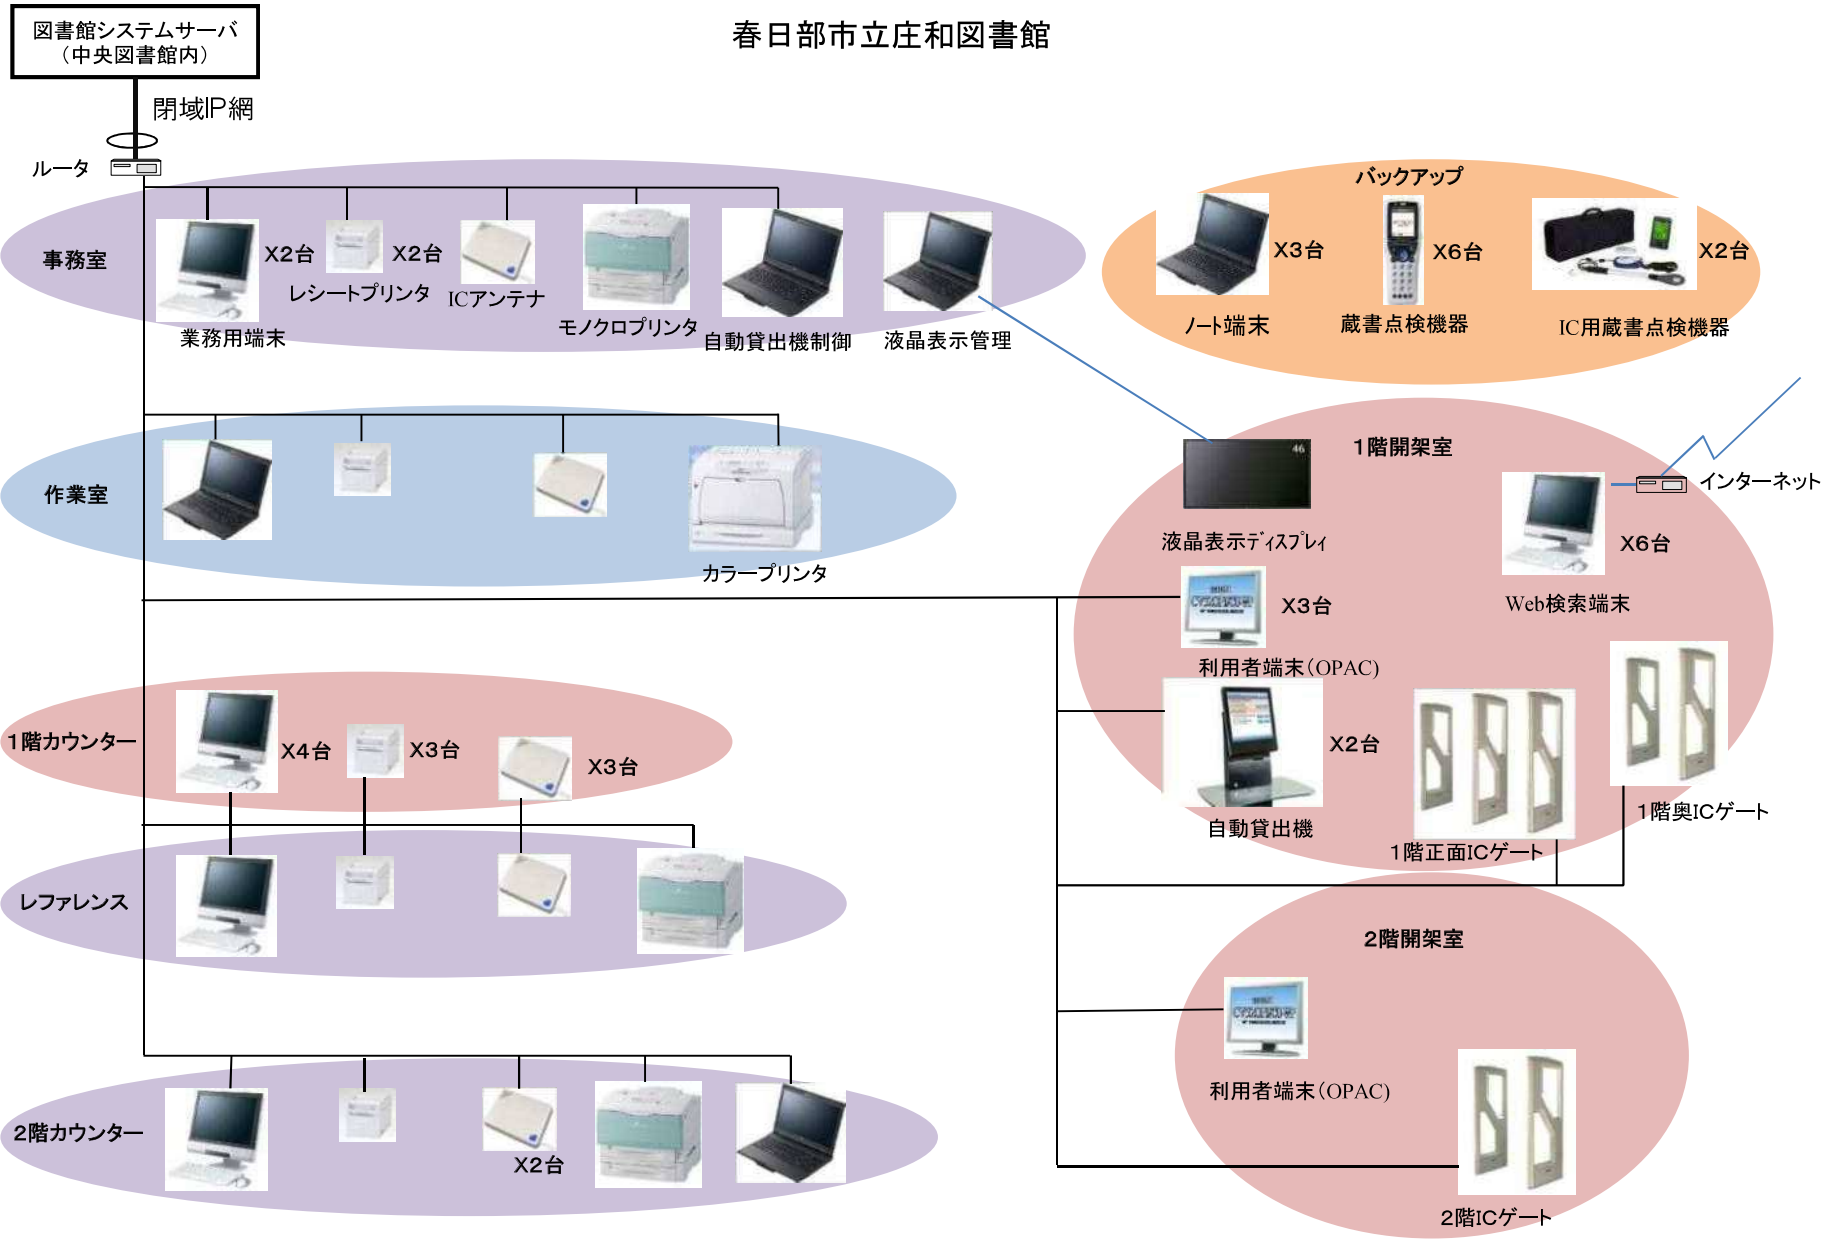 春日部市立庄和図書館
図書館システムサーバ
（中央図書館内）
閉域IP網
ルータ
事務室
X2台
X2台
レシートプリンタ
ICアンテナ
業務用端末
モノクロプリンタ
自動貸出機制御
液晶表示管理
バックアップ
X3台
X6台
X2台
ノート端末
蔵書点検機器
IC用蔵書点検機器
作業室
カラープリンタ
1階開架室
46
インターネット
液晶表示ディスプレィ
X6台
Web検索端末
X3台
利用者端末（OPAC)
X2台
自動貸出機
1階奥ICゲート
1階正面ICゲート
1階カウンター
X4台
X3台
X3台
レファレンス
2階開架室
利用者端末（OPAC)
2階ICゲート
2階カウンター
X2台